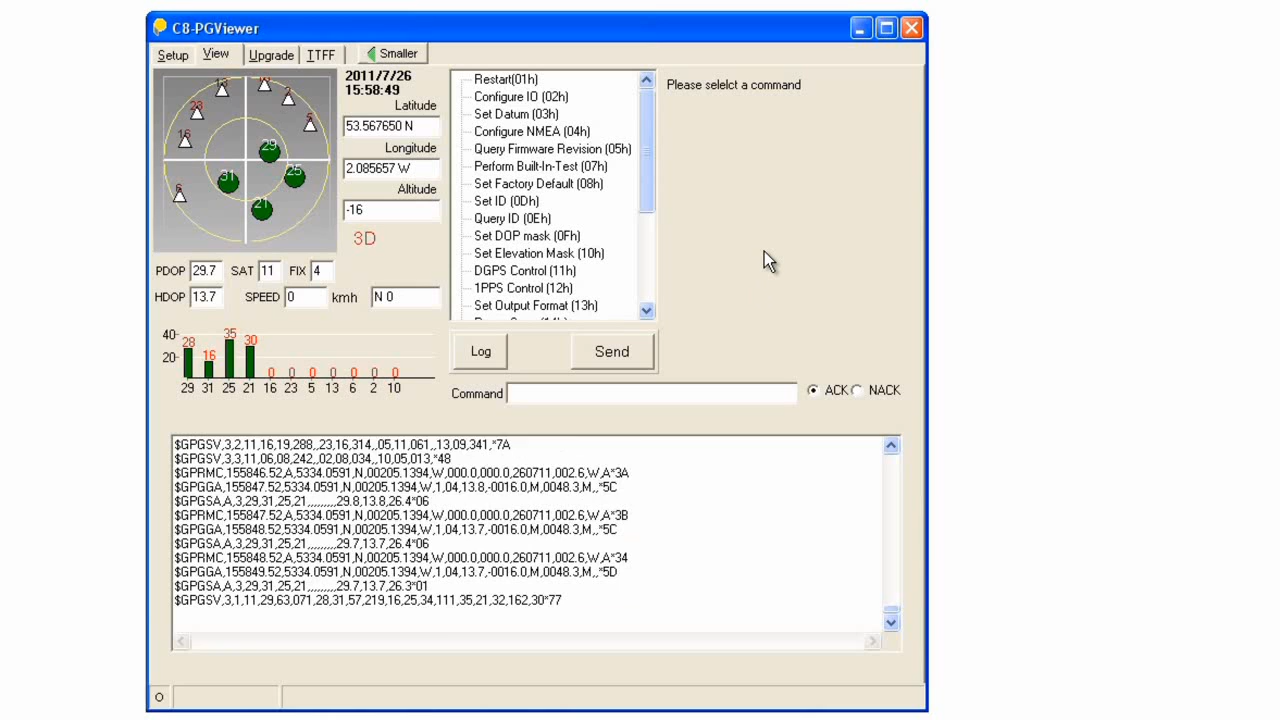 C8-PGViewer
Setup View Upgrade TTFF Smaller
2011/7/26
15:58:49
Latitude
53.567650 N
Longitude
2.085657 W
Altitude
-16
3D
23
16
6
2
5
29
31
25
21
PDOP 29.7 SAT 11 FIX 4
HDOP 13.7 SPEED 0 kmh N 0
40
20
28 16 35 30 0 0 0 0 0 0 0
29 31 25 21 16 23 5 13 6 2 10
Restart(01h)
Configure IO (02h)
Set Datum (03h)
Configure NMEA (04h)
Query Firmware Revision (05h)
Perform Built-In-Test (07h)
Set Factory Default (08h)
Set ID (0Dh)
Query ID (0Eh)
Set DOP mask (0Fh)
Set Elevation Mask (10h)
DGPS Control (11h)
1PPS Control (12h)
Set Output Format (13h)
Please selelct a command
Log Send
Command ACK NACK
$GPGSV,3,2,11,16,19,288,,23,16,314,,05,11,061,,13,09,341,*7A
$GPGSV,3,3,11,06,08,242,,02,08,034,,10,05,013,*48
$GPRMC,155846.52,A,5334.0591,N,00205.1394,W,000.0,000.0,260711,002.6,W,A*3A
$GPGGA,155847.52,5334.0591,N,00205.1394,W,1,04,13.8,-0016.0,M,0048.3,M,,*5C
$GPGSA,A,3,29,31,25,21,,,,,,,,,29.8,13.8,26.4*06
$GPRMC,155847.52,A,5334.0591,N,00205.1394,W,000.0,000.0,260711,002.6,W,A*3B
$GPGGA,155848.52,5334.0591,N,00205.1394,W,1,04,13.7,-0016.0,M,0048.3,M,,*5C
$GPGSA,A,3,29,31,25,21,,,,,,,,,29.7,13.7,26.4*06
$GPRMC,155848.52,A,5334.0591,N,00205.1394,W,000.0,000.0,260711,002.6,W,A*34
$GPGGA,155849.52,5334.0591,N,00205.1394,W,1,04,13.7,-0016.0,M,0048.3,M,,*5D
$GPGSA,A,3,29,31,25,21,,,,,,,,,29.7,13.7,26.3*01
$GPGSV,3,1,11,29,63,071,28,31,57,219,16,25,34,111,35,21,32,162,30*77